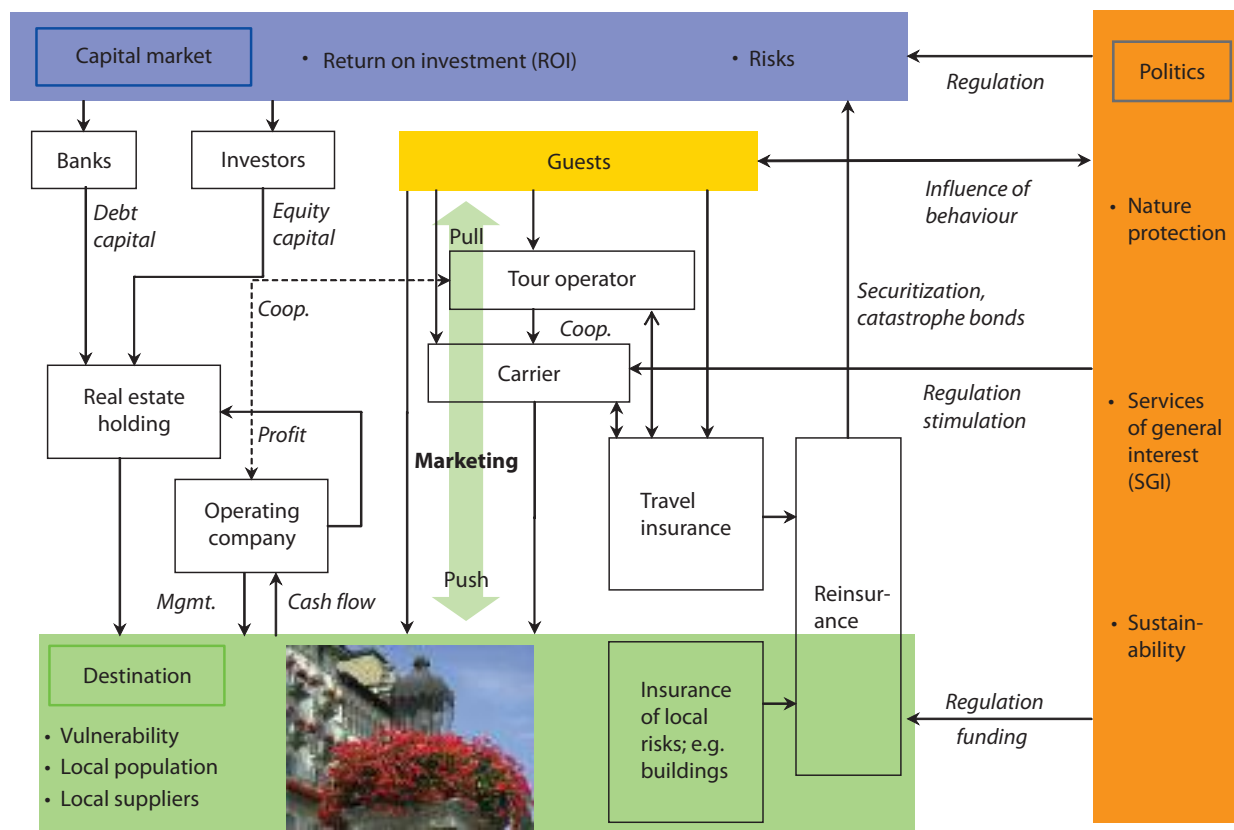 Capital market
• Return on investment (ROI)
• Risks
Regulation
Politics
Banks
Investors
Guests
Debt
capital
Equity
capital
Influence of
behaviour
• Nature
protection
Pull
Tour operator
Coop.
Securitization,
catastrophe bonds
Coop.
Carrier
Real estate
holding
Regulation
stimulation
• Services
of general
interest
(SGI)
Profit
Marketing
Operating
company
Travel
insurance
Push
Mgmt.
Cash flow
Reinsur-
ance
• Sustain-
ability
Destination
Insurance
of local
risks; e.g.
buildings
Regulation
funding
• Vulnerability
• Local population
• Local suppliers